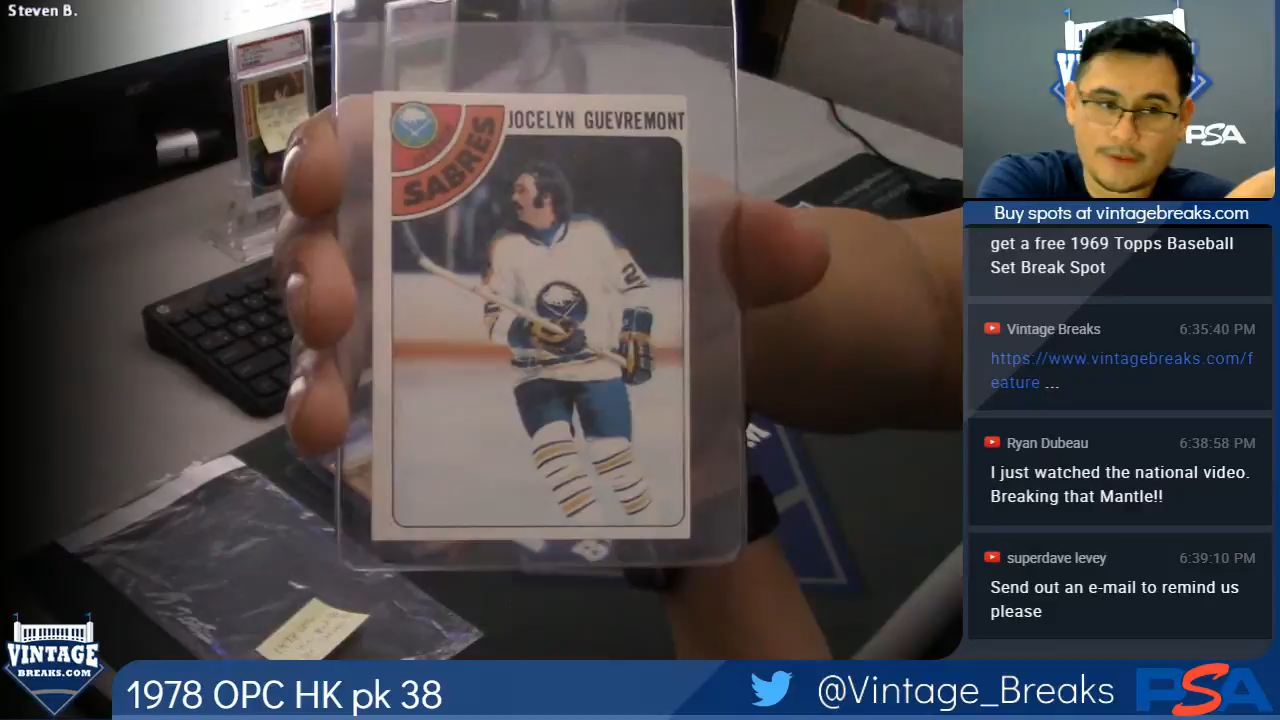 Steven B.
JOCELYN GUEVREMONT
SABRES
2
PSA
Buy spots at vintagebreaks.com
get a free 1969 Topps Baseball
Set Break Spot
Vintage Breaks 6:35:40 PM
https://www.vintagebreaks.com/f
eature ...
Ryan Dubeau 6:38:58 PM
I just watched the national video.
Breaking that Mantle!!
superdave levey 6:39:10 PM
Send out an e-mail to remind us
please
VINTAGE
BREAKS.COM
1978 OPC HK pk 38
@Vintage_Breaks
PSA